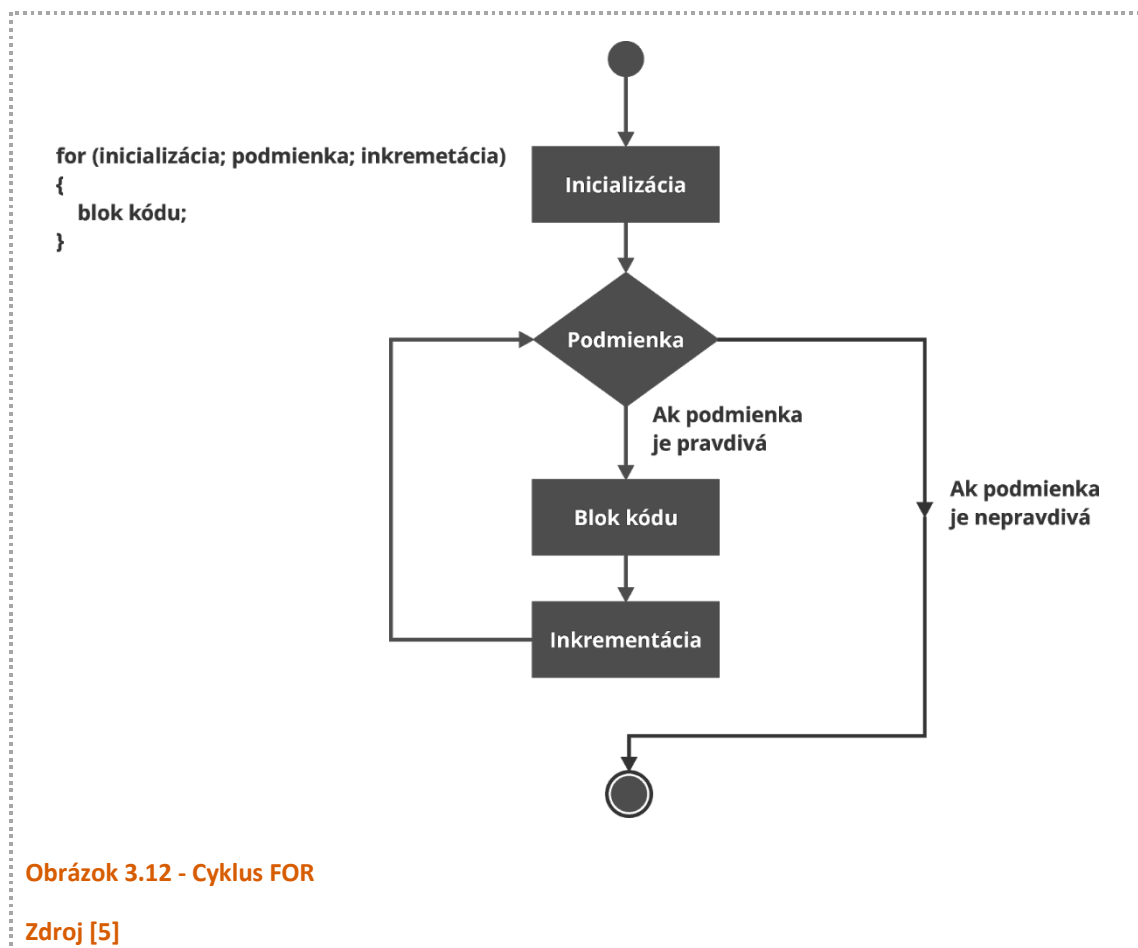 for (inicializácia; podmienka; inkremetácia)
{
blok kódu;
}
Inicializácia
Podmienka
Ak podmienka
je pravdivá
Blok kódu
Ak podmienka
je nepravdivá
Inkrementácia
Obrázok 3.12 - Cyklus FOR
Zdroj [5]